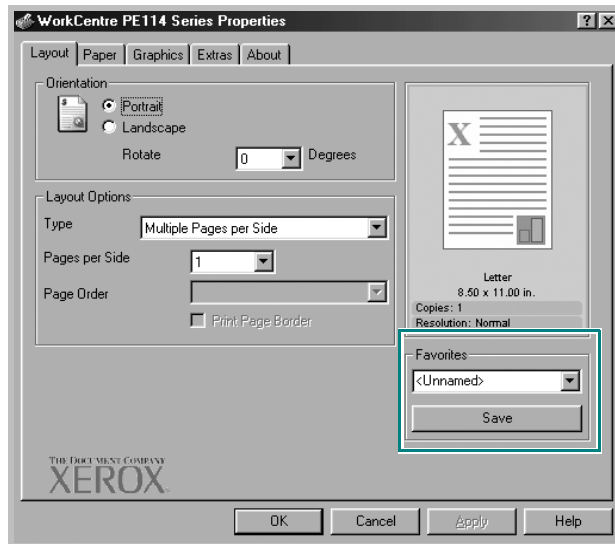 WorkCentre PE114 Series Properties
Layout Paper Graphics Extras About
Orientation
Portrait
Landscape
Rotate 0 Degrees
Layout Options
Type Multiple Pages per Side
Pages per Side 1
Page Order
Print Page Border
X
Letter
8.50 x 11.00 in.
Copies: 1
Resolution: Normal
Favorites
<Unnamed>
Save
THE DOCUMENT COMPANY
XEROX
OK Cancel Apply Help